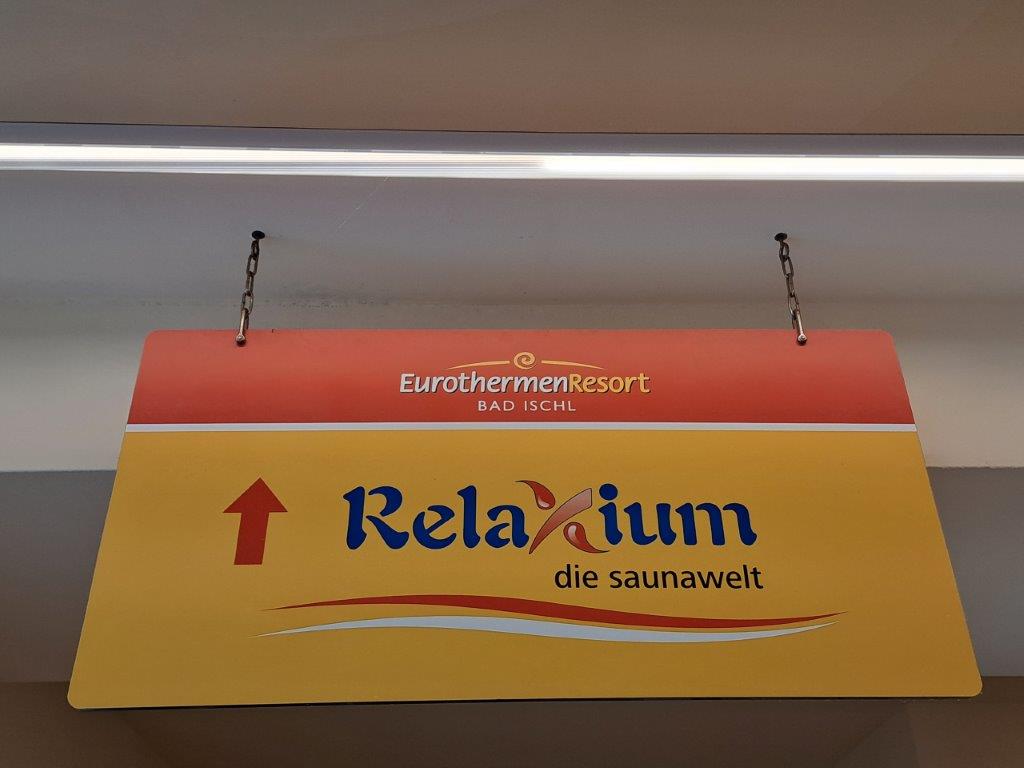 EurothermenResort
BAD ISCHL
Relaxium
die saunawelt